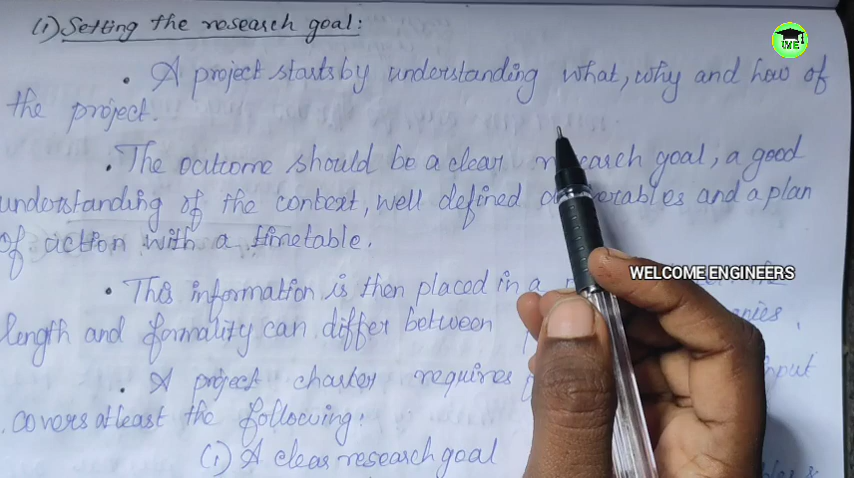 (1) Setting the research goal:
IME
• A project starts by understanding what, why and how of
the project.
• The outcome should be a clear research goal, a good
understanding of the context, well defined and a plan
of action with a timetable.
WELCOME ENGINEERS
• This information is then placed in a
length and formality can differ between
• A project charter requires input
covers atleast the following:
(i) A clear research goal